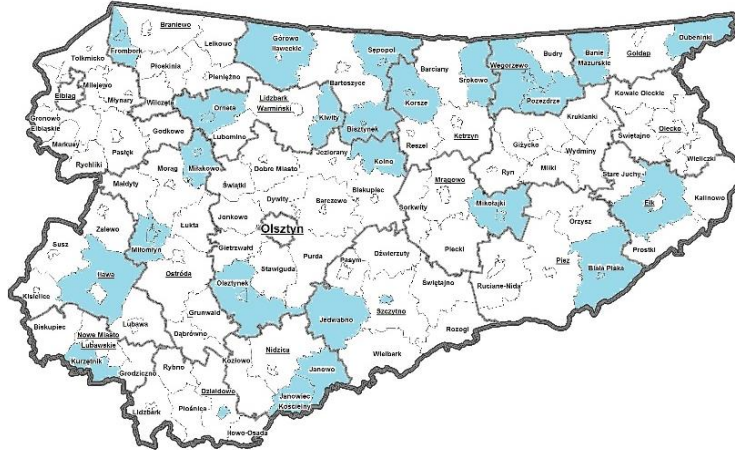 Braniewo
Frombork
Lelkowo
Górowo
Iławeckie
Sępopol
Barciany
Srokowo
Węgorzewo
Budry
Banie
Mazurskie
Gołdap
Dubeninki
Tolkmicko
Płoskinia
Pieniężno
Bartoszyce
Korsze
Pozezdrze
Kowale Oleckie
Elbląg
Milejewo
Młynary
Wilczęta
Orneta
Lidzbark
Warmiński
Kiwity
Bisztynek
Kruklanki
Gronowo
Elbląskie
Godkowo
Lubomino
Reszel
Kętrzyn
Świętajno
Olecko
Markusy
Pasłęk
Jeziorany
Kolno
Giżycko
Wydminy
Rychliki
Miłakowo
Dobre Miasto
Ryn
Miłki
Stare Juchy
Wieliczki
Małdyty
Morąg
Świątki
Biskupiec
Mrągowo
Dywity
Barczewo
Sorkwity
Mikołajki
Ełk
Kalinowo
Zalewo
Łukta
Jonkowo
Orzysz
Susz
Miłomłyn
Olsztyn
Gietrzwałd
Purda
Dźwierzuty
Piecki
Prostki
Iława
Ostróda
Olsztynek
Stawiguda
Pasym
Pisz
Biała Piska
Kisielice
Świętajno
Ruciane-Nida
Biskupiec
Lubawa
Grunwald
Jedwabno
Szczytno
Nowe Miasto
Lubawskie
Dąbrówno
Rozogi
Kurzętnik
Kozłowo
Nidzica
Wielbark
Grodziczno
Rybno
Janowo
Działdowo
Janowiec
Kościelny
Lidzbark
Płośnica
Iłowo-Osada